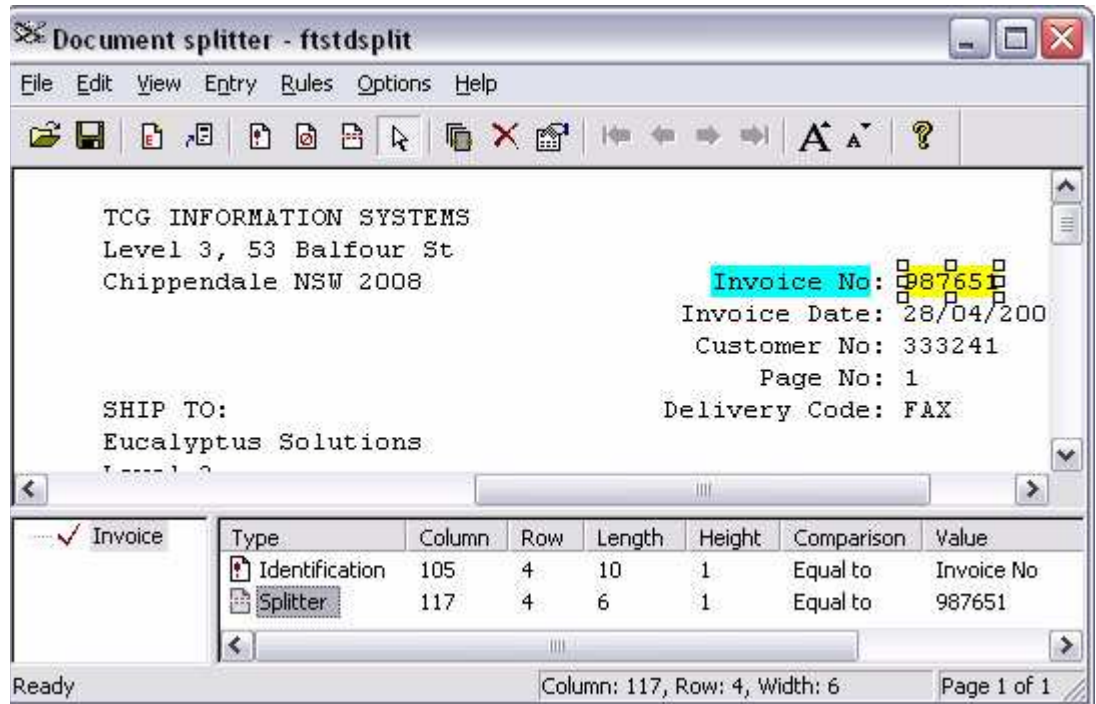 Document splitter - ftstdsplit
File Edit View Entry Rules Options Help
TCG INFORMATION SYSTEMS
Level 3, 53 Balfour St
Chippendale NSW 2008
Invoice No: 987651
Invoice Date: 28/04/200
Customer No: 333241
Page No: 1
SHIP TO:
Delivery Code: FAX
Eucalyptus Solutions
Invoice
Type Column Row Length Height Comparison Value
Identification 105 4 10 1 Equal to Invoice No
Splitter 117 4 6 1 Equal to 987651
Ready Column: 117, Row: 4, Width: 6 Page 1 of 1